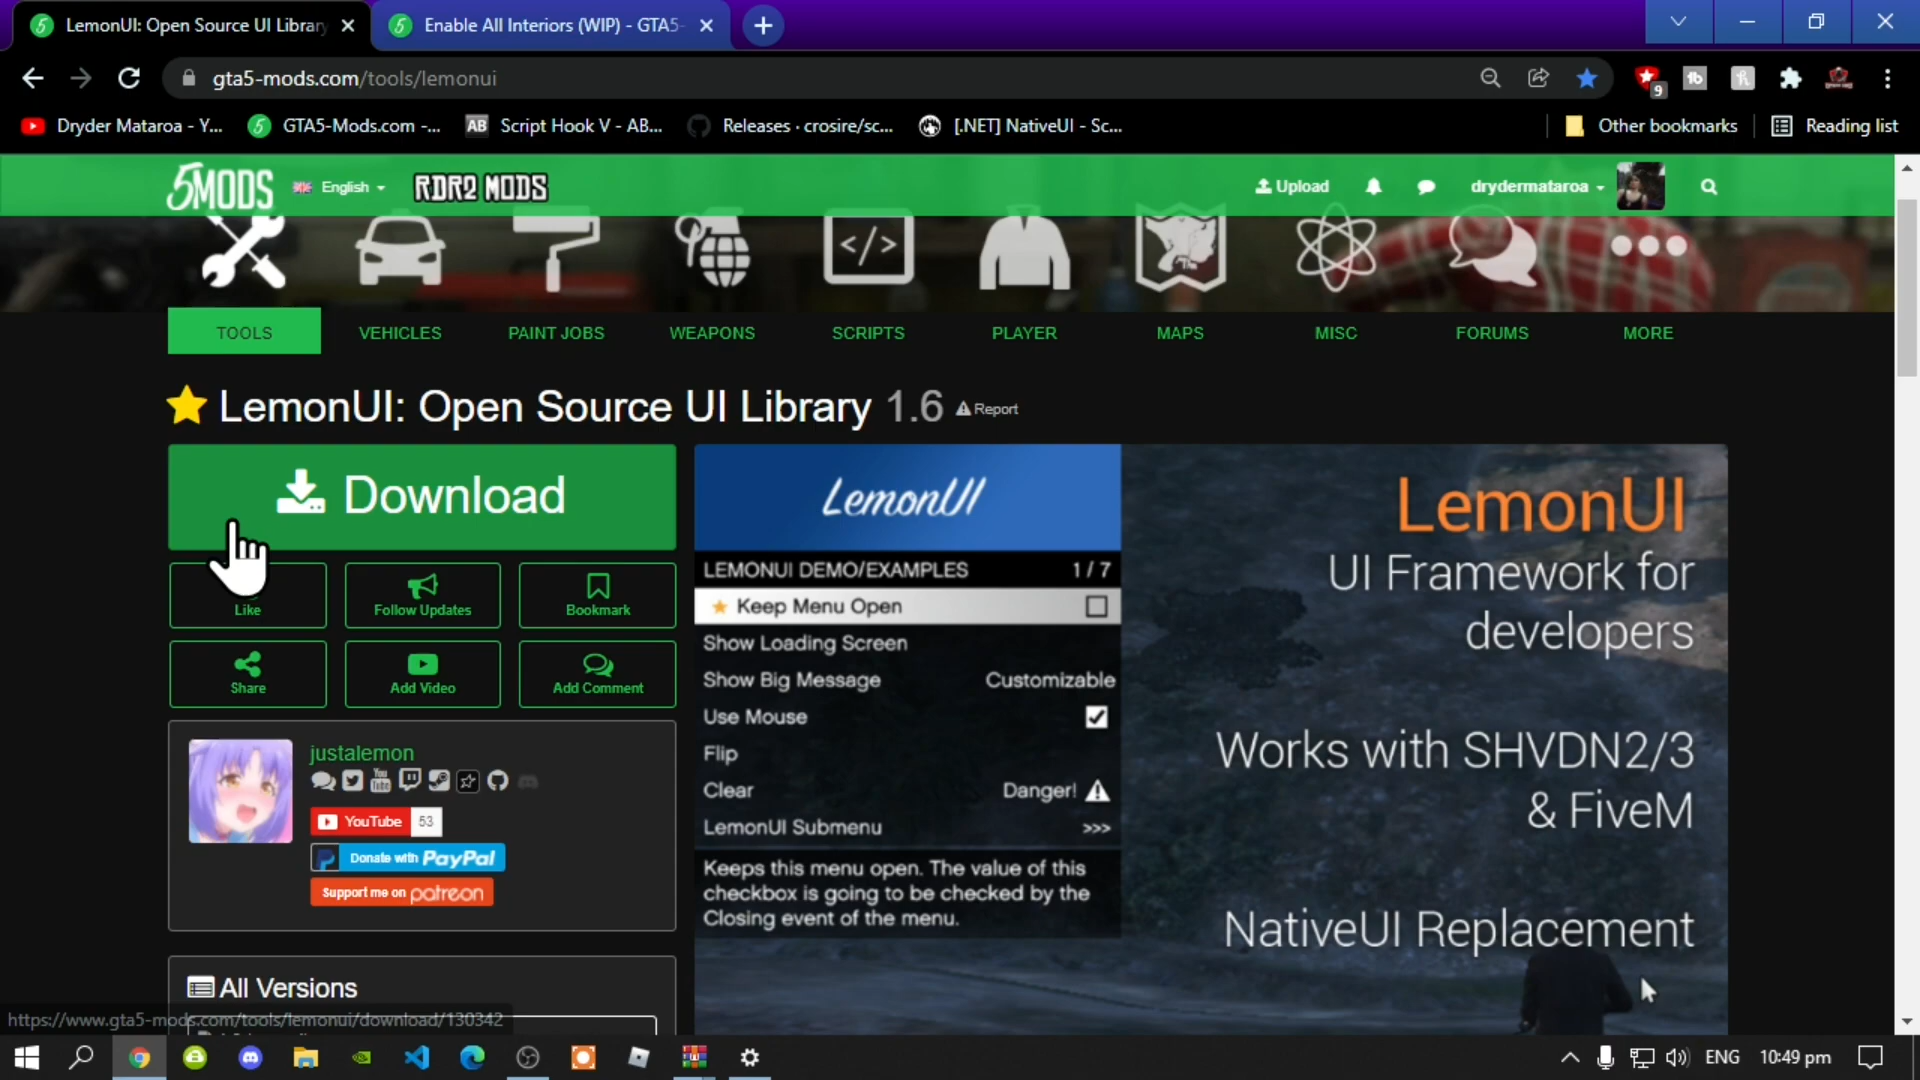 LemonUI: Open Source UI Library
Enable All Interiors (WIP) - GTA5-
gta5-mods.com/tools/lemonui
9
Dryder Mataroa - Y...
GTA5-Mods.com -...
AB
Script Hook V - AB...
Releases · crosire/sc...
[.NET] NativeUI - Sc...
Other bookmarks
Reading list
5MODS
English
RDR2 MODS
Upload
drydermataroa
</>
TOOLS
VEHICLES
PAINT JOBS
WEAPONS
SCRIPTS
PLAYER
MAPS
MISC
FORUMS
MORE
LemonUI: Open Source UI Library 1.6 Report
Download
Like
Follow Updates
Bookmark
Share
Add Video
Add Comment
justalemon
YouTube 53
Donate with PayPal
Support me on patreon
All Versions
https://www.gta5-mods.com/tools/lemonui/download/130342
LemonUI
LEMONUI DEMO/EXAMPLES 1 / 7
Keep Menu Open
Show Loading Screen
Show Big Message Customizable
Use Mouse
Flip
Clear Danger!
LemonUI Submenu >>>
Keeps this menu open. The value of this
checkbox is going to be checked by the
Closing event of the menu.
LemonUI
UI Framework for
developers
Works with SHVDN2/3
& FiveM
NativeUI Replacement
ENG
10:49 pm